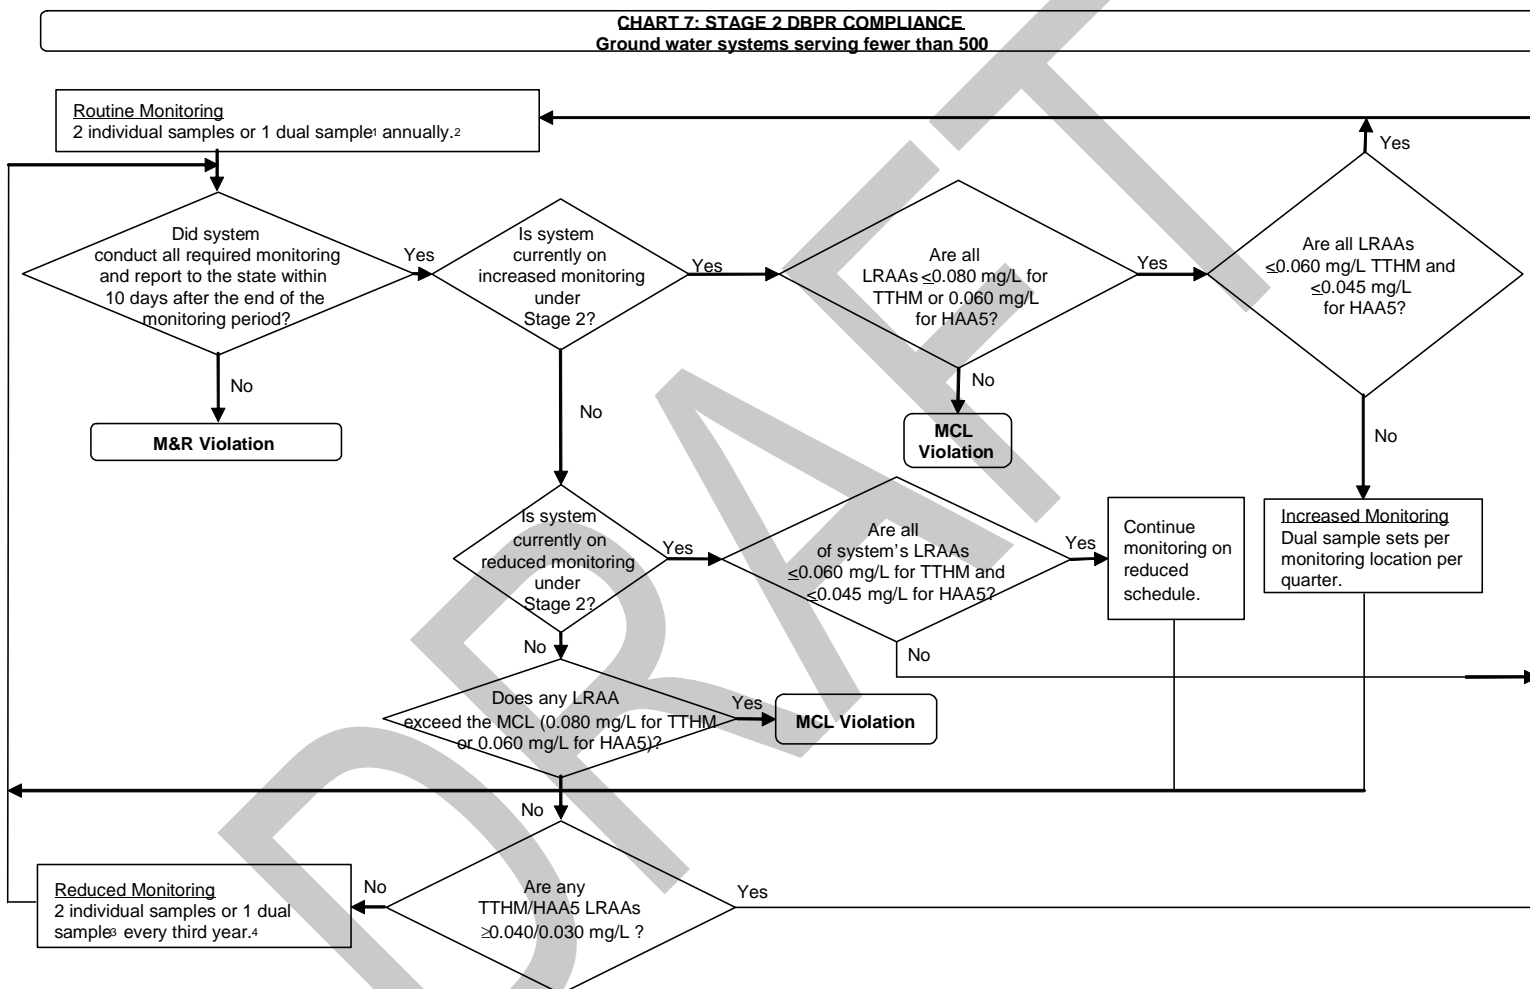 CHART 7: STAGE 2 DBPR COMPLIANCE
Ground water systems serving fewer than 500
Routine Monitoring
2 individual samples or 1 dual sample¹ annually.²
Did system
conduct all required monitoring
and report to the state within
10 days after the end of the
monitoring period?
Yes
No
M&R Violation
Is system
currently on
increased monitoring
under
Stage 2?
Yes
No
Are all
LRAAs ≤0.080 mg/L for
TTHM or 0.060 mg/L
for HAA5?
Yes
No
MCL
Violation
Are all LRAAs
≤0.060 mg/L TTHM and
≤0.045 mg/L
for HAA5?
Yes
No
Increased Monitoring
Dual sample sets per
monitoring location per
quarter.
Is system
currently on
reduced monitoring
under
Stage 2?
Yes
No
Are all
of system's LRAAs
≤0.060 mg/L for TTHM and
≤0.045 mg/L for HAA5?
Yes
No
Continue
monitoring on
reduced
schedule.
Does any LRAA
exceed the MCL (0.080 mg/L for TTHM
or 0.060 mg/L for HAA5)?
Yes
No
MCL Violation
Are any
TTHM/HAA5 LRAAs
≥0.040/0.030 mg/L ?
Yes
No
Reduced Monitoring
2 individual samples or 1 dual
sample³ every third year.⁴
DRAFT